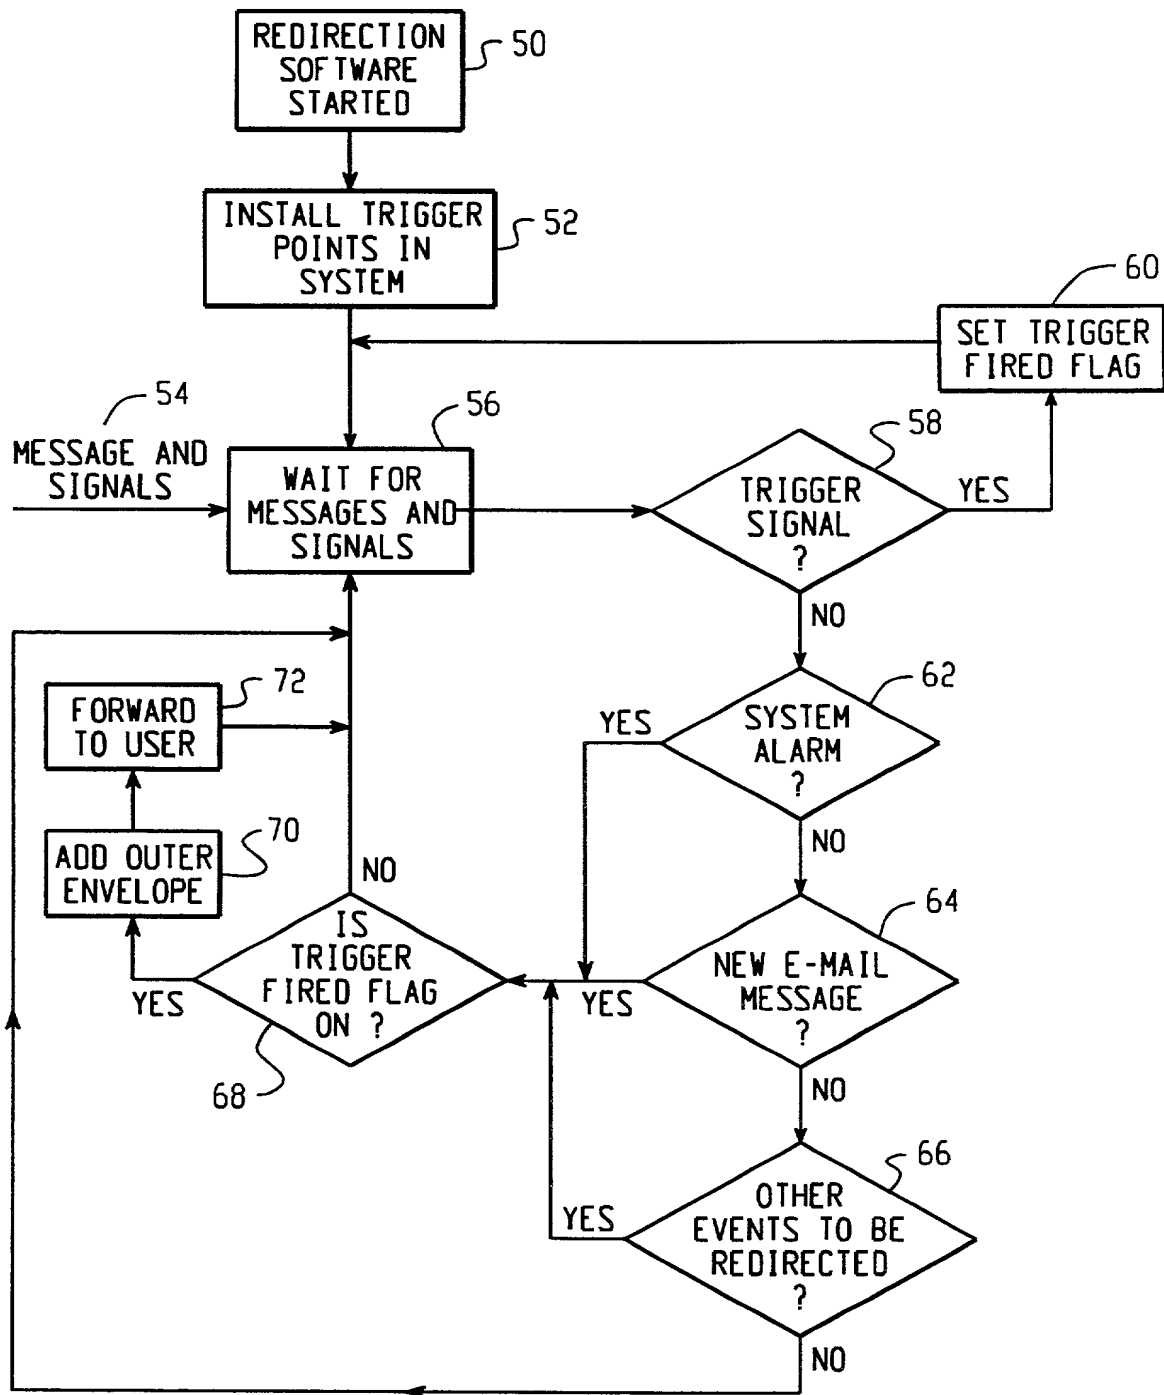 REDIRECTION
SOFTWARE
STARTED
50
INSTALL TRIGGER
POINTS IN
SYSTEM
52
60
SET TRIGGER
FIRED FLAG
54
MESSAGE AND
SIGNALS
56
WAIT FOR
MESSAGES AND
SIGNALS
58
TRIGGER
SIGNAL
?
YES
NO
62
SYSTEM
ALARM
?
YES
NO
72
FORWARD
TO USER
70
ADD OUTER
ENVELOPE
NO
IS
TRIGGER
FIRED FLAG
ON ?
YES
68
64
NEW E-MAIL
MESSAGE
?
YES
NO
66
OTHER
EVENTS TO BE
REDIRECTED
?
YES
NO